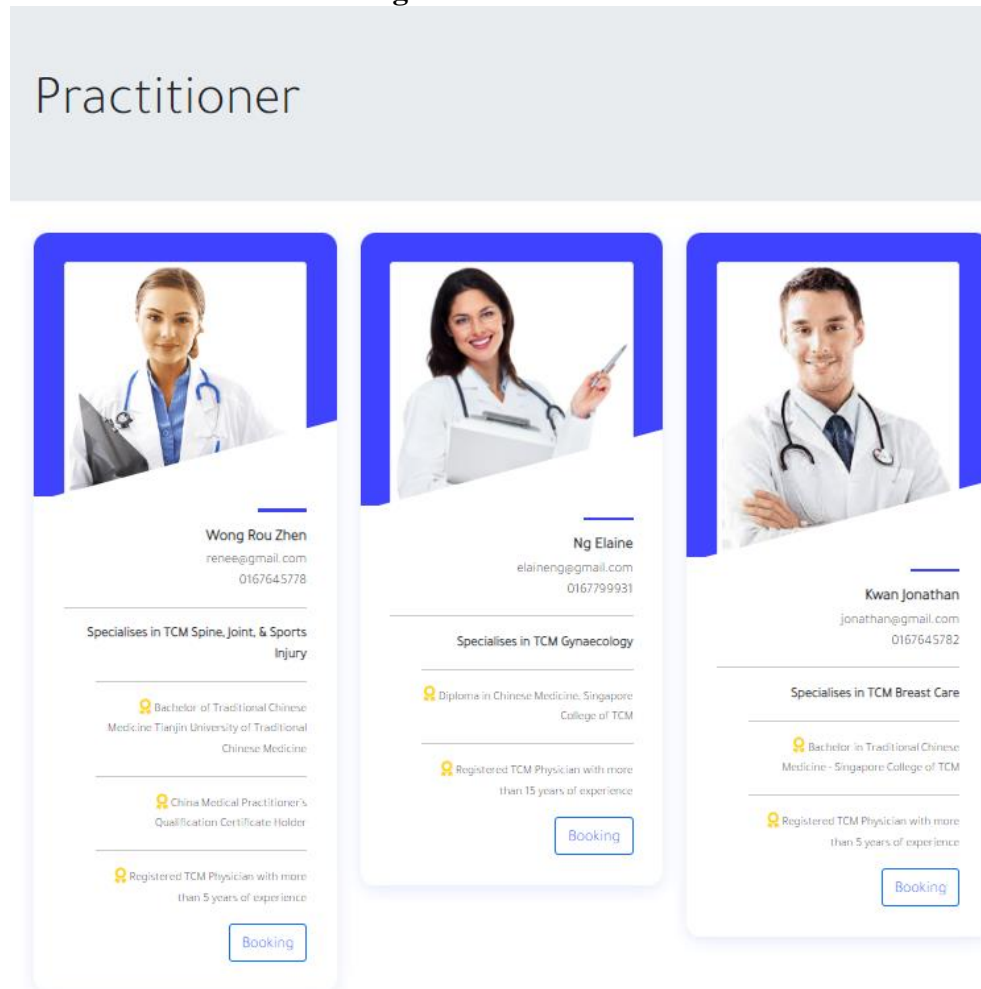 Practitioner
Wong Rou Zhen
renee@gmail.com
0167645778
Specialises in TCM Spine, Joint, & Sports
Injury
Bachelor of Traditional Chinese
Medicine Tianjin University of Traditional
Chinese Medicine
China Medical Practitioner's
Qualification Certificate Holder
Registered TCM Physician with more
than 5 years of experience
Booking
Ng Elaine
elaineng@gmail.com
0167799931
Specialises in TCM Gynaecology
Diploma in Chinese Medicine, Singapore
College of TCM
Registered TCM Physician with more
than 15 years of experience
Booking
Kwan Jonathan
jonathan@gmail.com
0167645782
Specialises in TCM Breast Care
Bachelor in Traditional Chinese
Medicine - Singapore College of TCM
Registered TCM Physician with more
than 5 years of experience
Booking